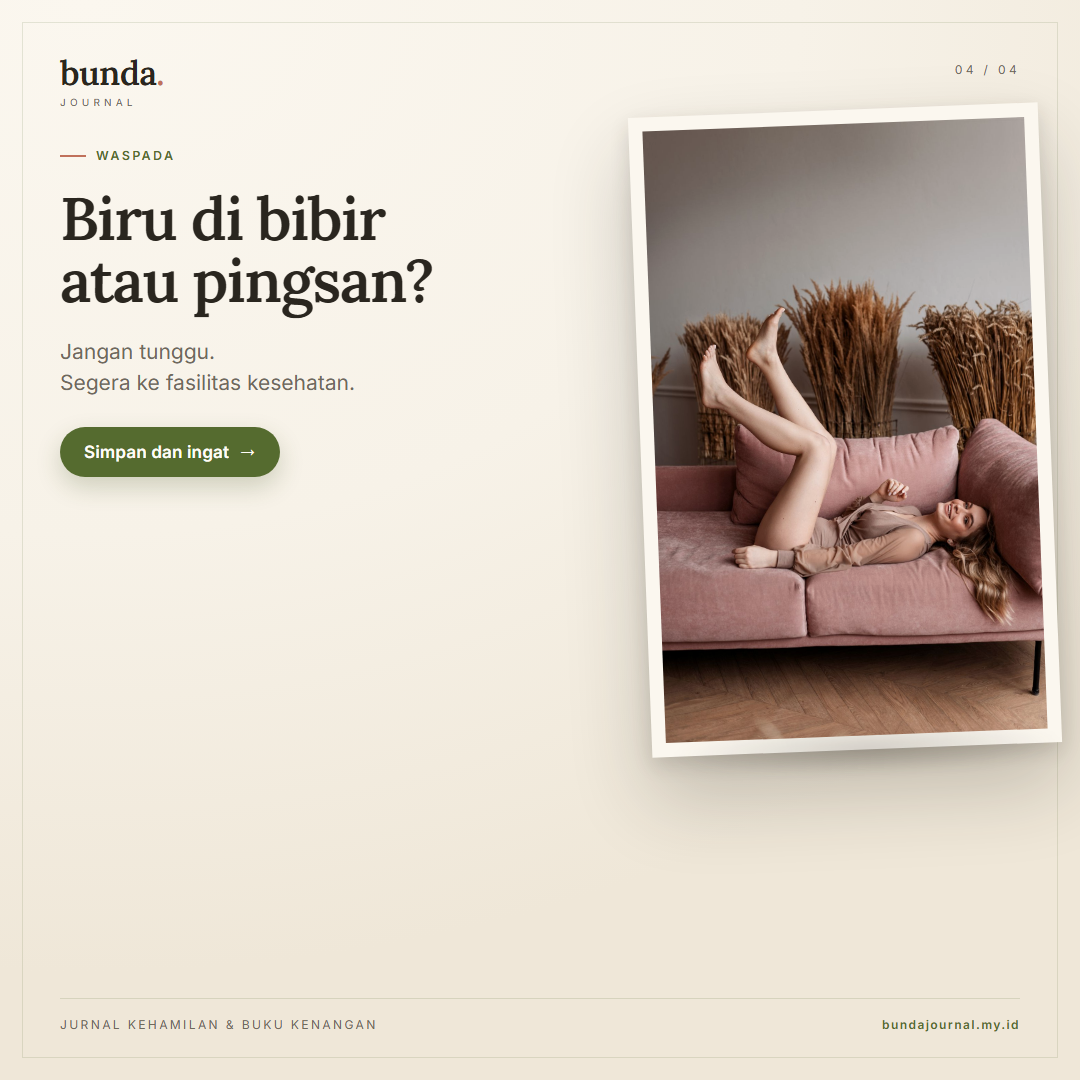 bunda.
JOURNAL
04 / 04
WASPADA
Biru di bibir
atau pingsan?
Jangan tunggu.
Segera ke fasilitas kesehatan.
Simpan dan ingat →
JURNAL KEHAMILAN & BUKU KENANGAN
bundajournal.my.id